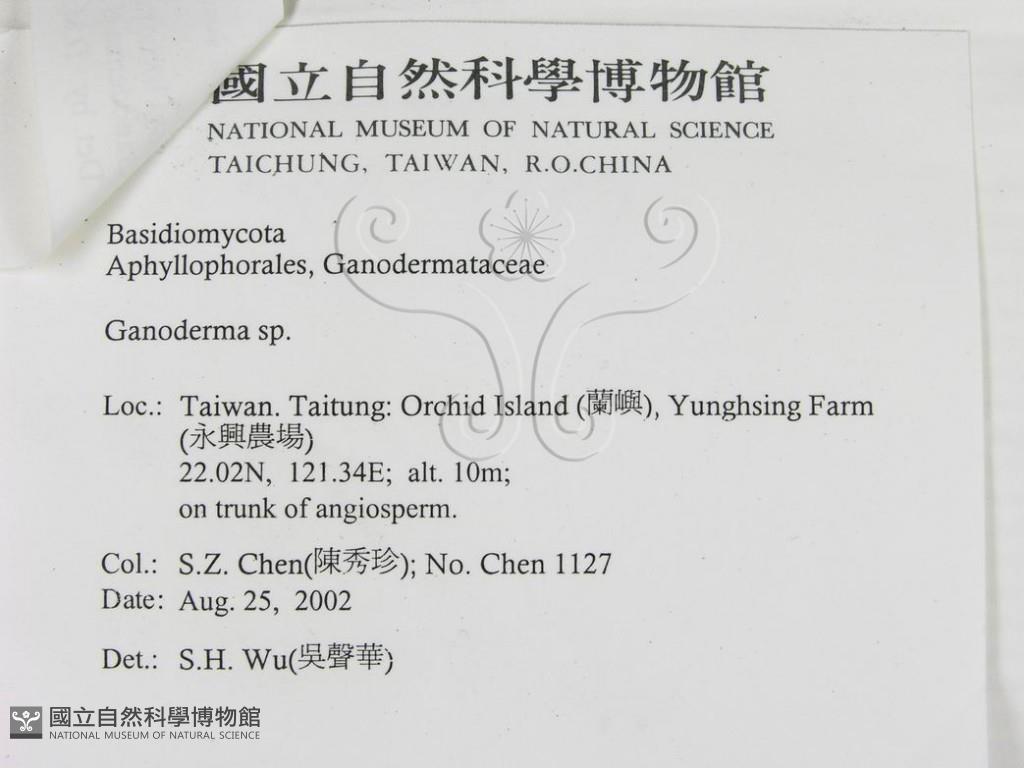 國立自然科學博物館
NATIONAL MUSEUM OF NATURAL SCIENCE
TAICHUNG, TAIWAN, R.O.CHINA
Basidiomycota
Aphyllophorales, Ganodermataceae
Ganoderma sp.
Loc.: Taiwan. Taitung: Orchid Island (蘭嶼), Yunghsing Farm
(永興農場)
22.02N, 121.34E; alt. 10m;
on trunk of angiosperm.
Col.: S.Z. Chen(陳秀珍); No. Chen 1127
Date: Aug. 25, 2002
Det.: S.H. Wu(吳聲華)
國立自然科學博物館
NATIONAL MUSEUM OF NATURAL SCIENCE